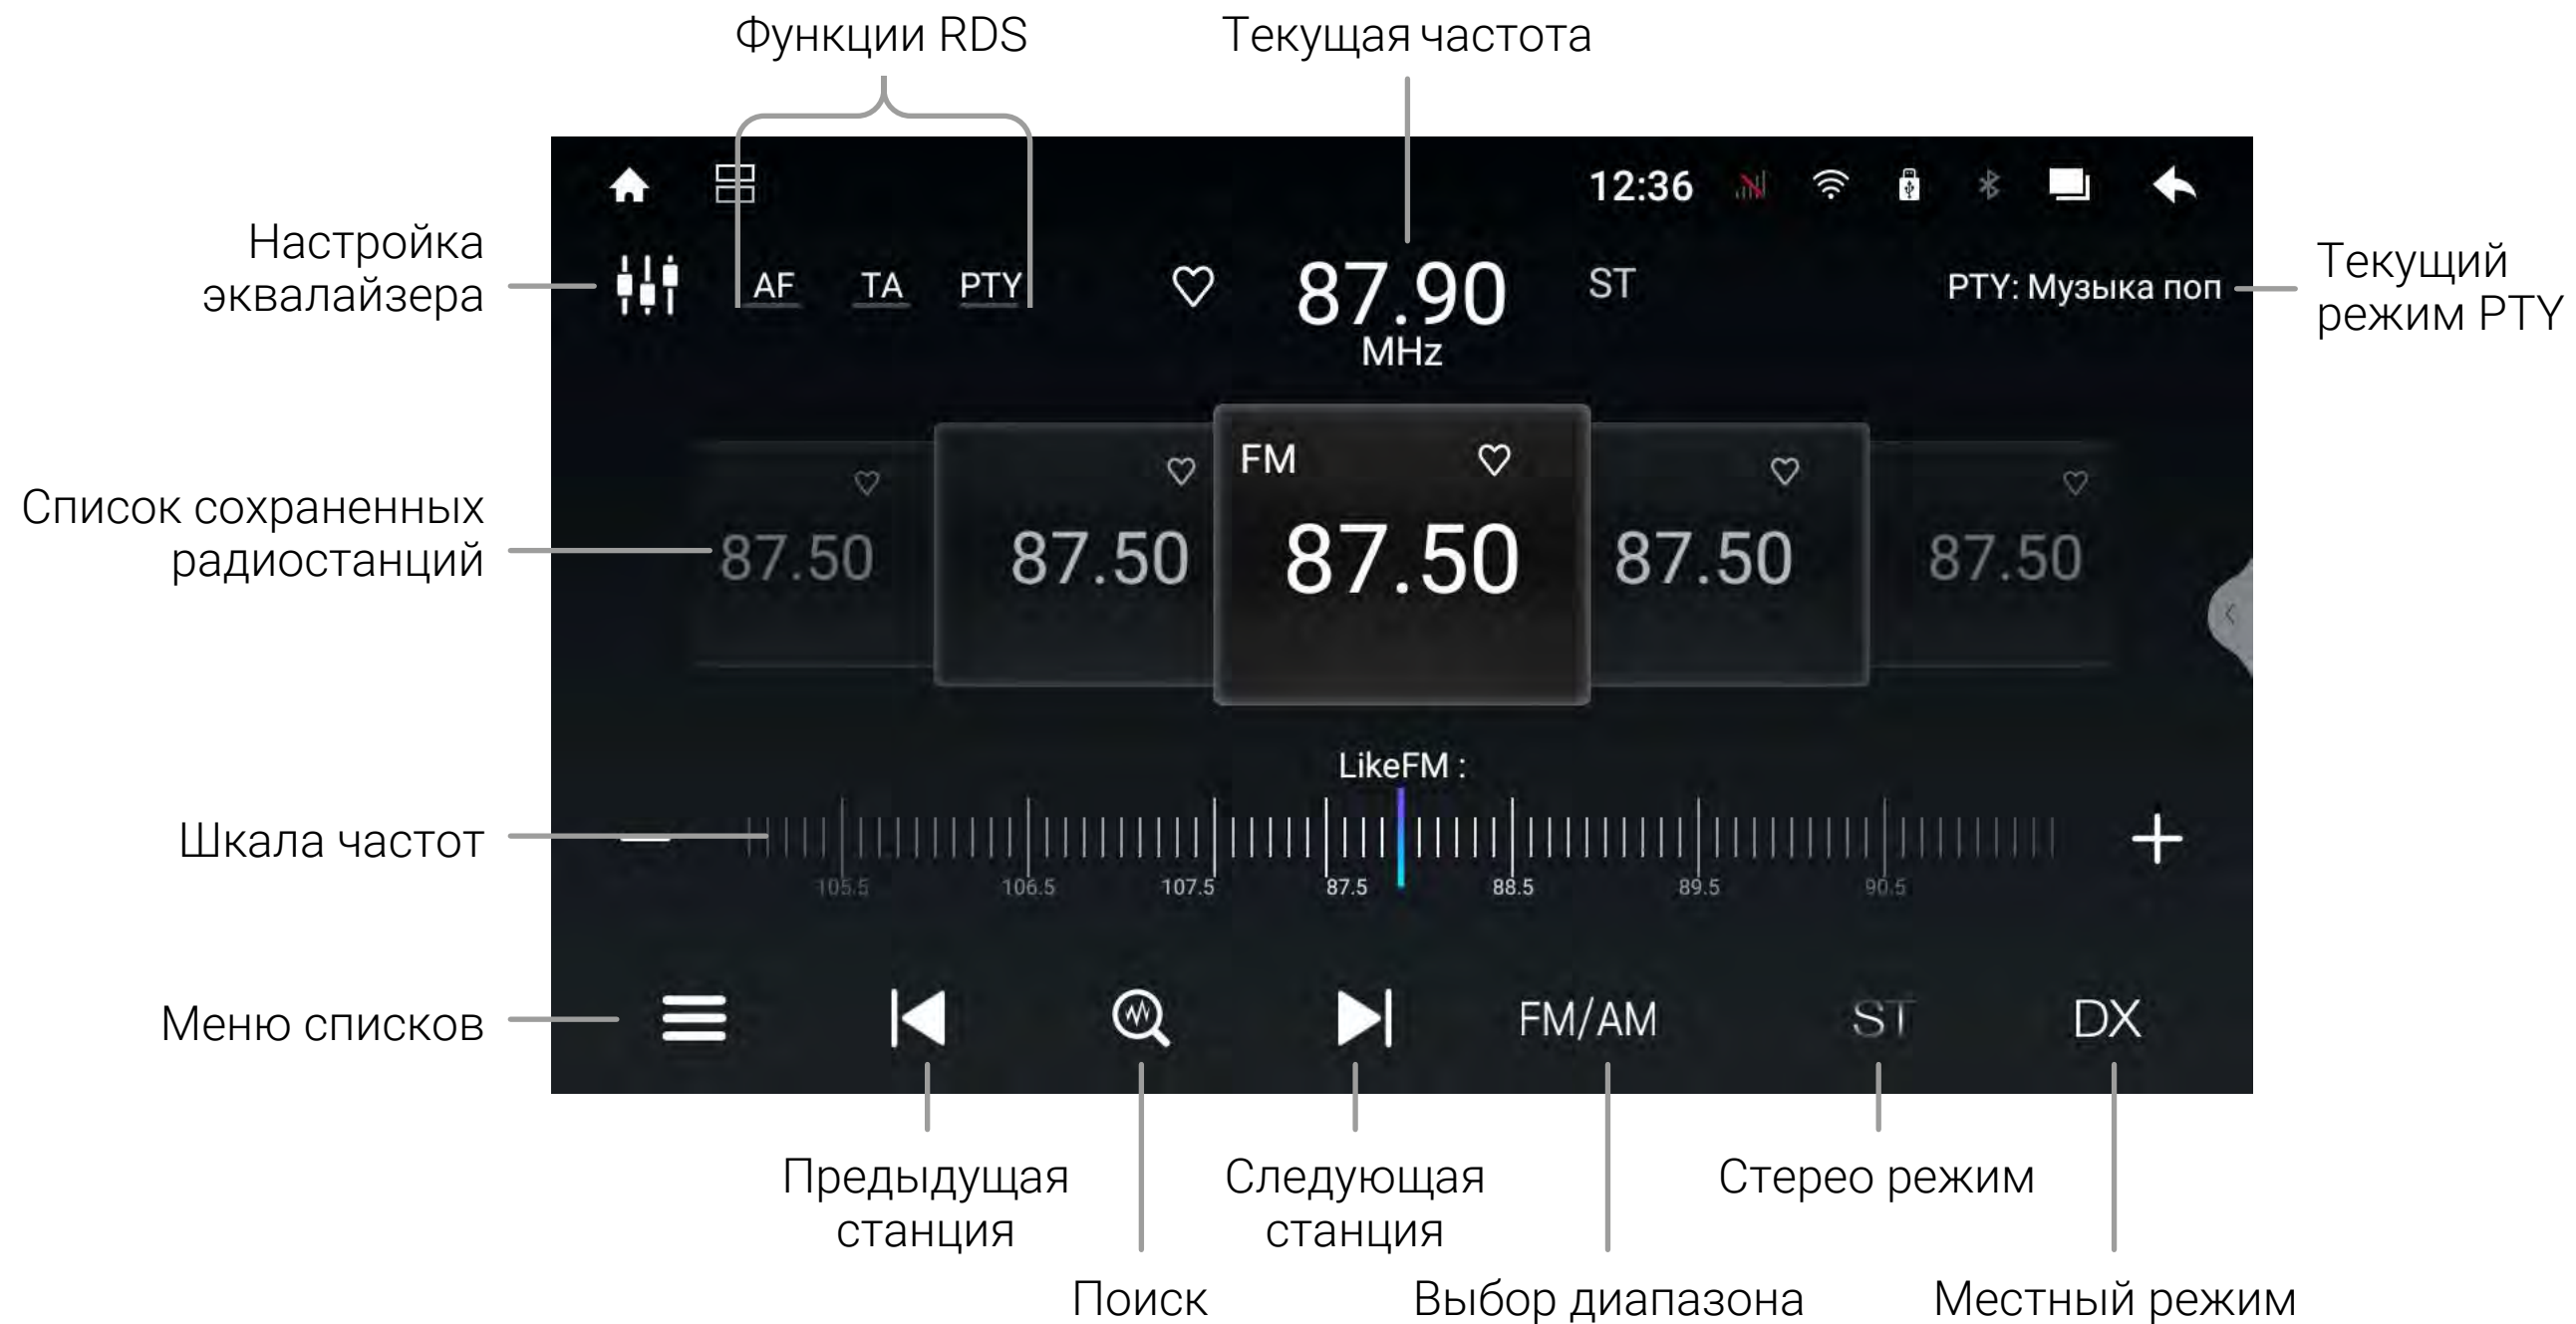 Функции RDS
Текущая частота
12:36
Настройка
эквалайзера
AF TA PTY
87.90
MHz
ST
PTY: Музыка поп
Текущий
режим PTY
Список сохраненных
радиостанций
FM
87.50 87.50 87.50 87.50 87.50
LikeFM :
Шкала частот
105.5 106.5 107.5 87.5 88.5 89.5 90.5
Меню списков
FM/AM ST DX
Предыдущая
станция
Следующая
станция
Стерео режим
Поиск
Выбор диапазона
Местный режим